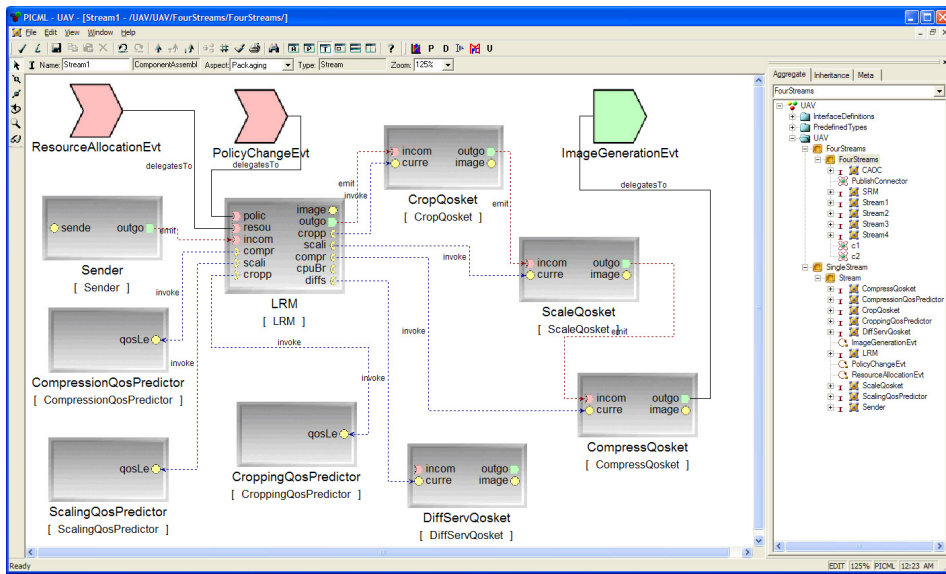 PICML - UAV - [Stream1 - /UAV/UAV/FourStreams/FourStreams/]
File Edit View Window Help
P D U
Name: Stream1 ComponentAssembl Aspect: Packaging Type: Stream Zoom: 125%
ResourceAllocationEvt
PolicyChangeEvt
ImageGenerationEvt
delegatesTo
delegatesTo
delegatesTo
incom outgo
curre image
CropQosket
[ CropQosket ]
emit
invoke
emit
sende outgo
emit
Sender
[ Sender ]
polic image
resou outgo
incom cropp
compr scali
scali compr
cropp cpuBr
diffs
LRM
[ LRM ]
invoke
incom outgo
curre image
ScaleQosket
[ ScaleQosket ]
emit
invoke
invoke
invoke
invoke
invoke
qosLe
CompressionQosPredictor
[ CompressionQosPredictor ]
incom outgo
curre image
CompressQosket
[ CompressQosket ]
qosLe
CroppingQosPredictor
[ CroppingQosPredictor ]
qosLe
ScalingQosPredictor
[ ScalingQosPredictor ]
incom outgo
curre image
DiffServQosket
[ DiffServQosket ]
Aggregate Inheritance Meta
FourStreams
UAV
InterfaceDefinitions
PredefinedTypes
UAV
FourStreams
FourStreams
CAOC
PublishConnector
SRM
Stream1
Stream2
Stream3
Stream4
c1
c2
SingleStream
Stream
CompressQosket
CompressionQosPredictor
CropQosket
CroppingQosPredictor
DiffServQosket
ImageGenerationEvt
LRM
PolicyChangeEvt
ResourceAllocationEvt
ScaleQosket
ScalingQosPredictor
Sender
Ready
EDIT 125% PICML 12:23 AM